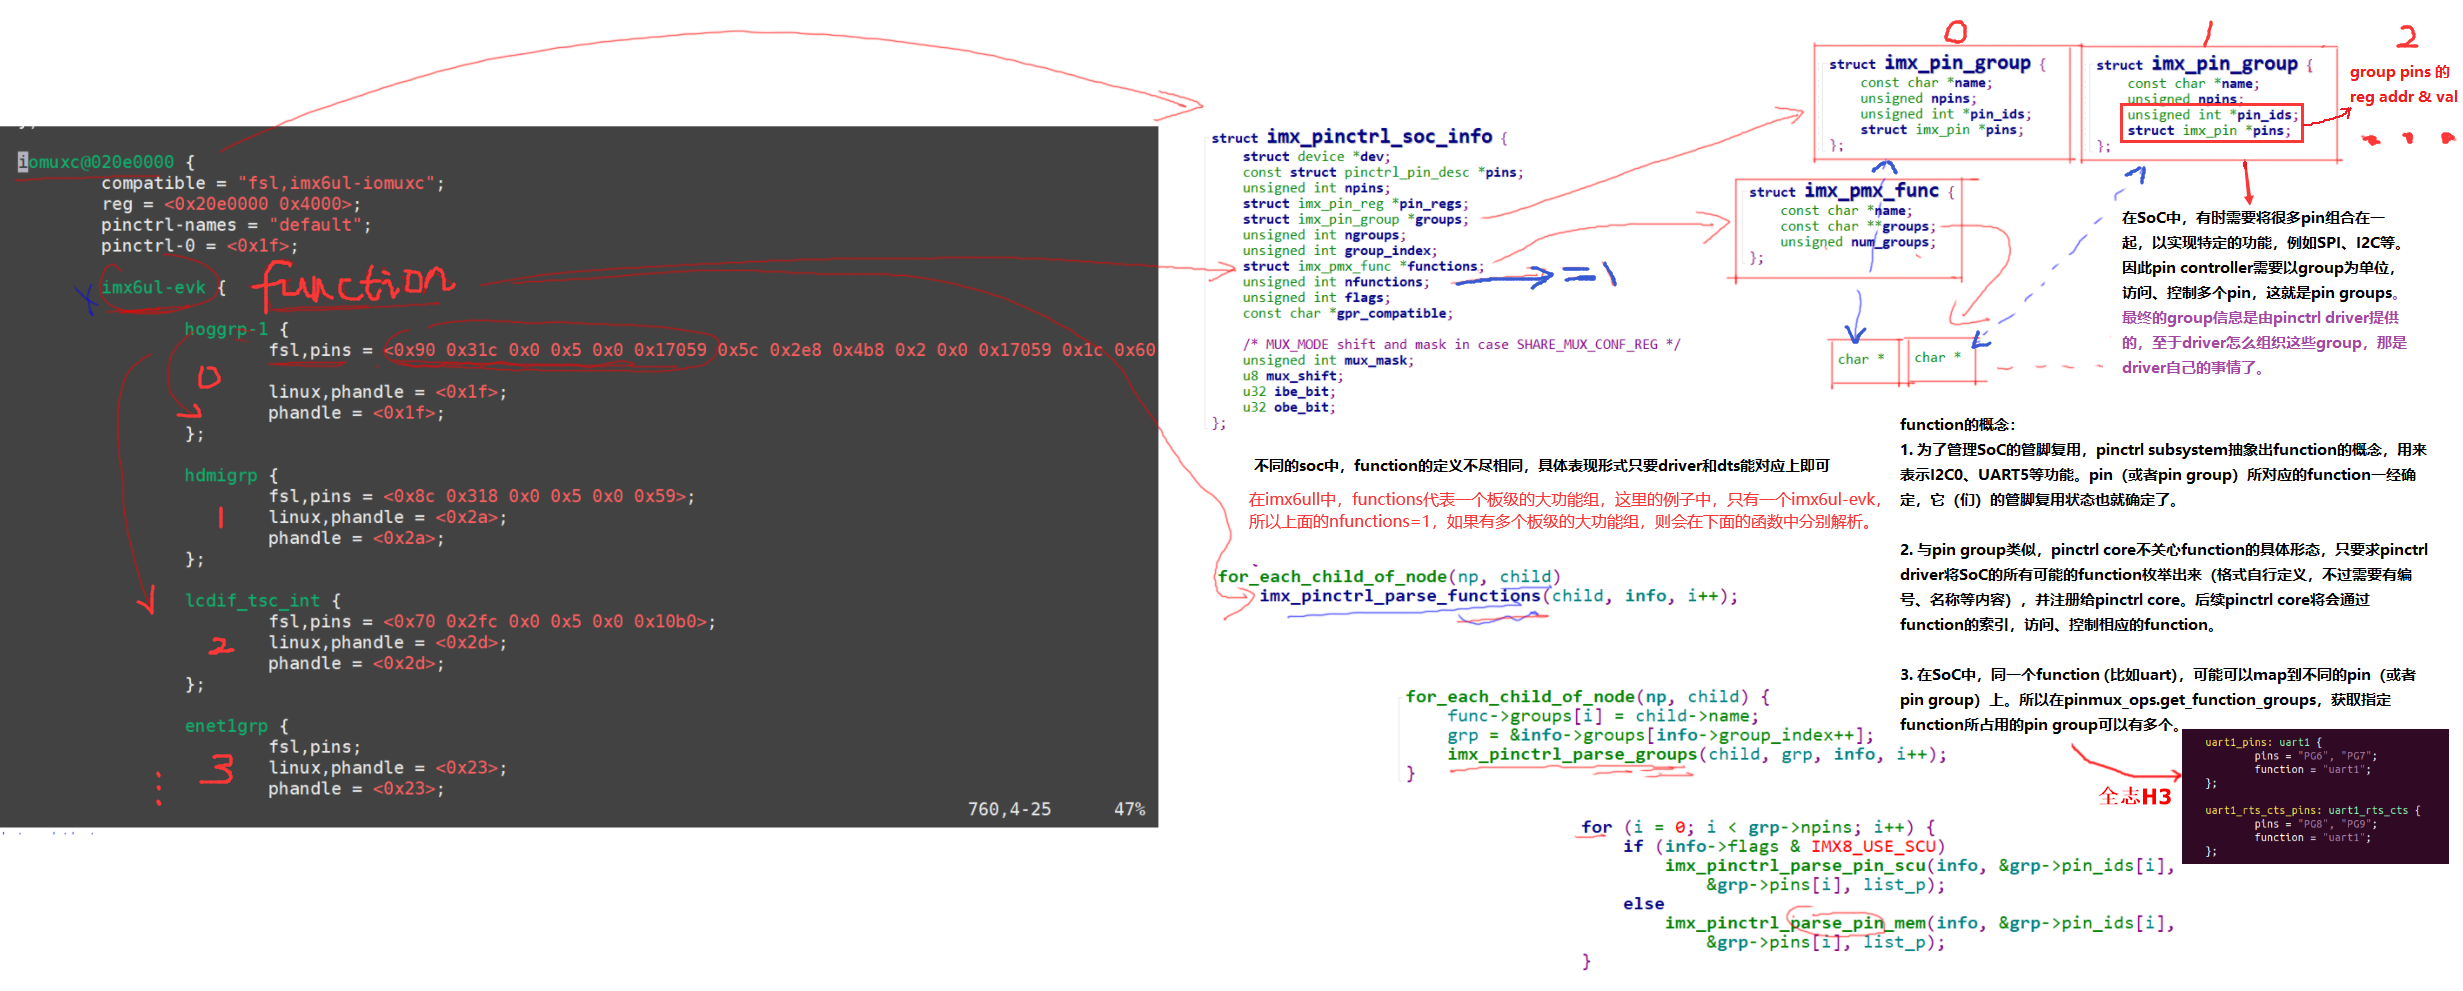 iomuxc@020e0000 {
compatible = "fsl,imx6ul-iomuxc";
reg = <0x20e0000 0x4000>;
pinctrl-names = "default";
pinctrl-0 = <0x1f>;
imx6ul-evk {
function
hoggrp-1 {
fsl,pins = <0x90 0x31c 0x0 0x5 0x0 0x17059 0x5c 0x2e8 0x4b8 0x2 0x0 0x17059 0x1c 0x60
0
linux,phandle = <0x1f>;
phandle = <0x1f>;
};
hdmigrp {
fsl,pins = <0x8c 0x318 0x0 0x5 0x0 0x59>;
1
linux,phandle = <0x2a>;
phandle = <0x2a>;
};
lcdif_tsc_int {
fsl,pins = <0x70 0x2fc 0x0 0x5 0x0 0x10b0>;
2
linux,phandle = <0x2d>;
phandle = <0x2d>;
};
enet1grp {
fsl,pins;
3
linux,phandle = <0x23>;
phandle = <0x23>;
760,4-25 47%
struct imx_pinctrl_soc_info {
struct device *dev;
const struct pinctrl_pin_desc *pins;
unsigned int npins;
struct imx_pin_reg *pin_regs;
struct imx_pin_group *groups;
unsigned int ngroups;
unsigned int group_index;
struct imx_pmx_func *functions;
unsigned int nfunctions;
=1
unsigned int flags;
const char *gpr_compatible;
/* MUX_MODE shift and mask in case SHARE_MUX_CONF_REG */
unsigned int mux_mask;
u8 mux_shift;
u32 ibe_bit;
u32 obe_bit;
};
0
struct imx_pin_group {
const char *name;
unsigned npins;
unsigned int *pin_ids;
struct imx_pin *pins;
};
1
struct imx_pin_group {
const char *name;
unsigned npins;
unsigned int *pin_ids;
struct imx_pin *pins;
};
2
group pins 的
reg addr & val
struct imx_pmx_func {
const char *name;
const char **groups;
unsigned num_groups;
};
char *
char *
在SoC中，有时需要将很多pin组合在一
起，以实现特定的功能，例如SPI、I2C等。
因此pin controller需要以group为单位，
访问、控制多个pin，这就是pin groups。
最终的group信息是由pinctrl driver提供
的，至于driver怎么组织这些group，那是
driver自己的事情了。
不同的soc中，function的定义不尽相同，具体表现形式只要driver和dts能对应上即可
在imx6ull中，functions代表一个板级的大功能组，这里的例子中，只有一个imx6ul-evk，
所以上面的nfunctions=1，如果有多个板级的大功能组，则会在下面的函数中分别解析。
for_each_child_of_node(np, child)
imx_pinctrl_parse_functions(child, info, i++);
for_each_child_of_node(np, child) {
func->groups[i] = child->name;
grp = &info->groups[info->group_index++];
imx_pinctrl_parse_groups(child, grp, info, i++);
}
for (i = 0; i < grp->npins; i++) {
if (info->flags & IMX8_USE_SCU)
imx_pinctrl_parse_pin_scu(info, &grp->pin_ids[i],
&grp->pins[i], list_p);
else
imx_pinctrl_parse_pin_mem(info, &grp->pin_ids[i],
&grp->pins[i], list_p);
}
function的概念：
1. 为了管理SoC的管脚复用，pinctrl subsystem抽象出function的概念，用来
表示I2C0、UART5等功能。pin（或者pin group）所对应的function一经确
定，它（们）的管脚复用状态也就确定了。
2. 与pin group类似，pinctrl core不关心function的具体形态，只要求pinctrl
driver将SoC的所有可能的function枚举出来（格式自行定义，不过需要有编
号、名称等内容），并注册给pinctrl core。后续pinctrl core将会通过
function的索引，访问、控制相应的function。
3. 在SoC中，同一个function (比如uart)，可能可以map到不同的pin（或者
pin group）上。所以在pinmux_ops.get_function_groups，获取指定
function所占用的pin group可以有多个。
全志H3
uart1_pins: uart1 {
pins = "PG6", "PG7";
function = "uart1";
};
uart1_rts_cts_pins: uart1_rts_cts {
pins = "PG8", "PG9";
function = "uart1";
};